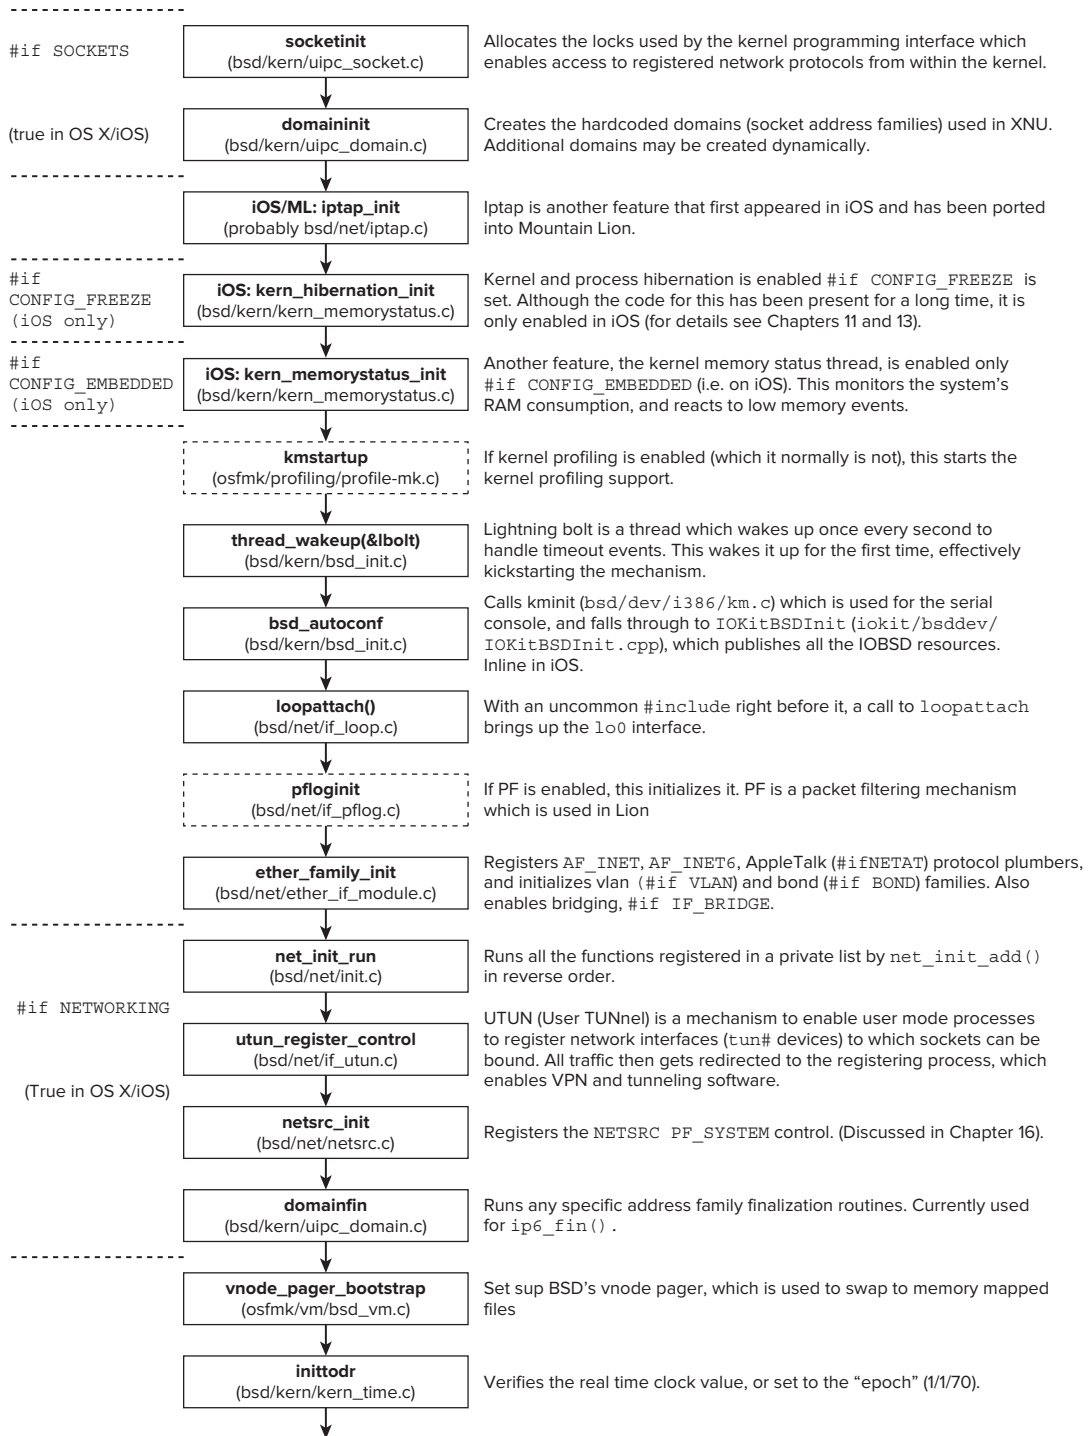 #if SOCKETS
socketinit
(bsd/kern/uipc_socket.c)
Allocates the locks used by the kernel programming interface which
enables access to registered network protocols from within the kernel.
(true in OS X/iOS)
domaininit
(bsd/kern/uipc_domain.c)
Creates the hardcoded domains (socket address families) used in XNU.
Additional domains may be created dynamically.
iOS/ML: iptap_init
(probably bsd/net/iptap.c)
Iptap is another feature that first appeared in iOS and has been ported
into Mountain Lion.
#if
CONFIG_FREEZE
(iOS only)
iOS: kern_hibernation_init
(bsd/kern/kern_memorystatus.c)
Kernel and process hibernation is enabled #if CONFIG_FREEZE is
set. Although the code for this has been present for a long time, it is
only enabled in iOS (for details see Chapters 11 and 13).
#if
CONFIG_EMBEDDED
(iOS only)
iOS: kern_memorystatus_init
(bsd/kern/kern_memorystatus.c)
Another feature, the kernel memory status thread, is enabled only
#if CONFIG_EMBEDDED (i.e. on iOS). This monitors the system’s
RAM consumption, and reacts to low memory events.
kmstartup
(osfmk/profiling/profile-mk.c)
If kernel profiling is enabled (which it normally is not), this starts the
kernel profiling support.
thread_wakeup(&lbolt)
(bsd/kern/bsd_init.c)
Lightning bolt is a thread which wakes up once every second to
handle timeout events. This wakes it up for the first time, effectively
kickstarting the mechanism.
bsd_autoconf
(bsd/kern/bsd_init.c)
Calls kminit (bsd/dev/i386/km.c) which is used for the serial
console, and falls through to IOKitBSDInit (iokit/bsddev/
IOKitBSDInit.cpp), which publishes all the IOBSD resources.
Inline in iOS.
loopattach()
(bsd/net/if_loop.c)
With an uncommon #include right before it, a call to loopattach
brings up the lo0 interface.
pfloginit
(bsd/net/if_pflog.c)
If PF is enabled, this initializes it. PF is a packet filtering mechanism
which is used in Lion
ether_family_init
(bsd/net/ether_if_module.c)
Registers AF_INET, AF_INET6, AppleTalk (#ifNETAT) protocol plumbers,
and initializes vlan (#if VLAN) and bond (#if BOND) families. Also
enables bridging, #if IF_BRIDGE.
net_init_run
(bsd/net/init.c)
Runs all the functions registered in a private list by net_init_add()
in reverse order.
#if NETWORKING
utun_register_control
(bsd/net/if_utun.c)
UTUN (User TUNnel) is a mechanism to enable user mode processes
to register network interfaces (tun# devices) to which sockets can be
bound. All traffic then gets redirected to the registering process, which
enables VPN and tunneling software.
(True in OS X/iOS)
netsrc_init
(bsd/net/netsrc.c)
Registers the NETSRC PF_SYSTEM control. (Discussed in Chapter 16).
domainfin
(bsd/kern/uipc_domain.c)
Runs any specific address family finalization routines. Currently used
for ip6_fin() .
vnode_pager_bootstrap
(osfmk/vm/bsd_vm.c)
Set sup BSD’s vnode pager, which is used to swap to memory mapped
files
inittodr
(bsd/kern/kern_time.c)
Verifies the real time clock value, or set to the “epoch” (1/1/70).